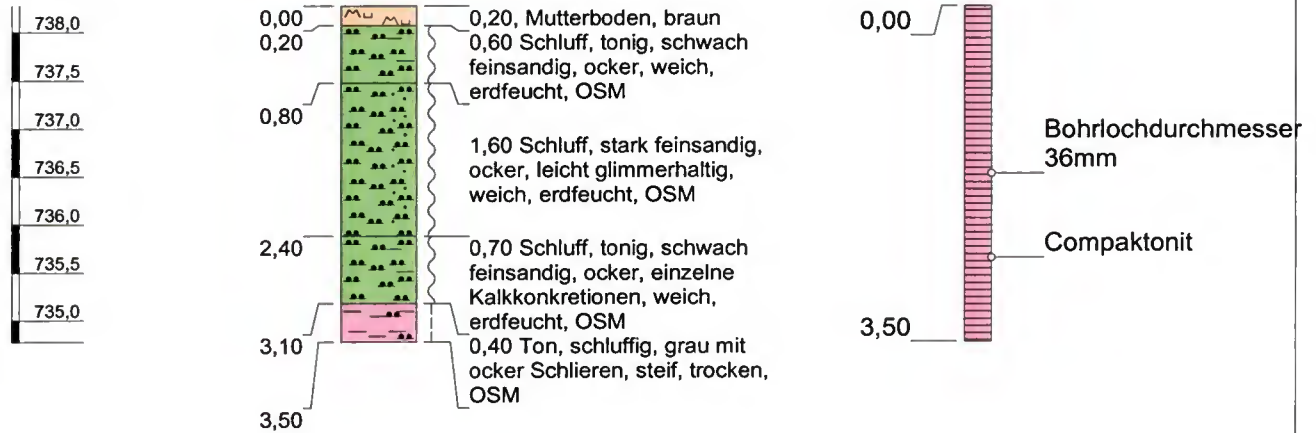 738,0
737,5
737,0
736,5
736,0
735,5
735,0
0,00
0,20
0,80
2,40
3,10
3,50
0,20, Mutterboden, braun
0,60 Schluff, tonig, schwach
feinsandig, ocker, weich,
erdfeucht, OSM
1,60 Schluff, stark feinsandig,
ocker, leicht glimmerhaltig,
weich, erdfeucht, OSM
0,70 Schluff, tonig, schwach
feinsandig, ocker, einzelne
Kalkkonkretionen, weich,
erdfeucht, OSM
0,40 Ton, schluffig, grau mit
ocker Schlieren, steif, trocken,
OSM
0,00
3,50
Bohrlochdurchmesser
36mm
Compaktonit